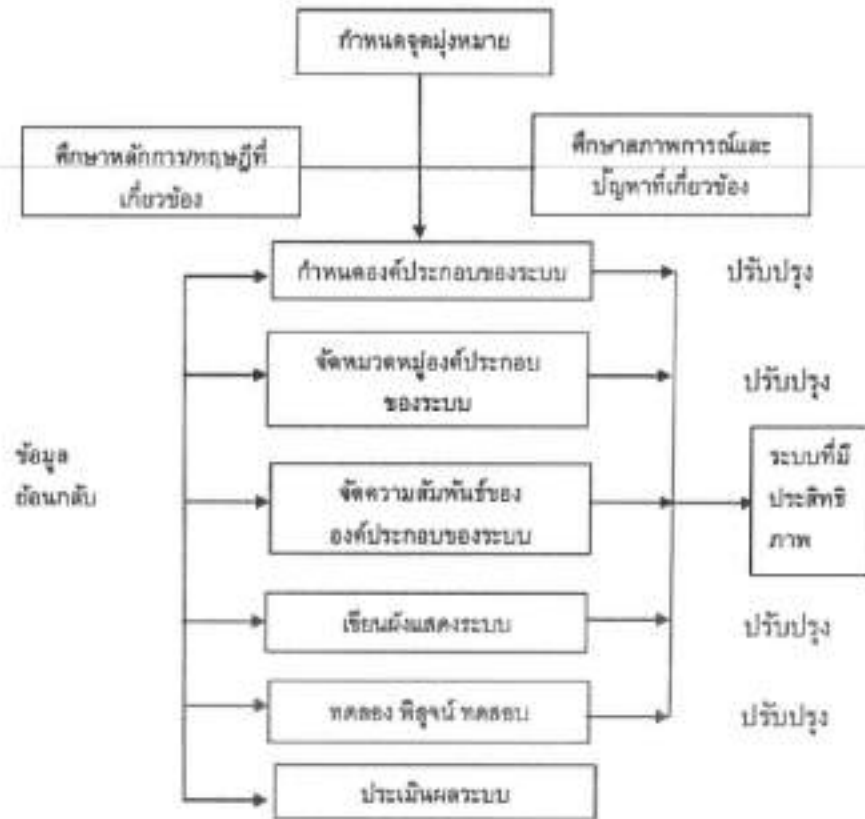 กำหนดจุดมุ่งหมาย
ศึกษาหลักการ/ทฤษฎีที่
เกี่ยวข้อง
ศึกษาสภาพการณ์และ
ปัญหาที่เกี่ยวข้อง
กำหนดองค์ประกอบของระบบ
ปรับปรุง
จัดหมวดหมู่องค์ประกอบ
ของระบบ
ปรับปรุง
ข้อมูล
ย้อนกลับ
จัดความสัมพันธ์ของ
องค์ประกอบของระบบ
ระบบที่มี
ประสิทธิ
ภาพ
เขียนผังแสดงระบบ
ปรับปรุง
ทดลอง พิสูจน์ ทดสอบ
ปรับปรุง
ประเมินผลระบบ